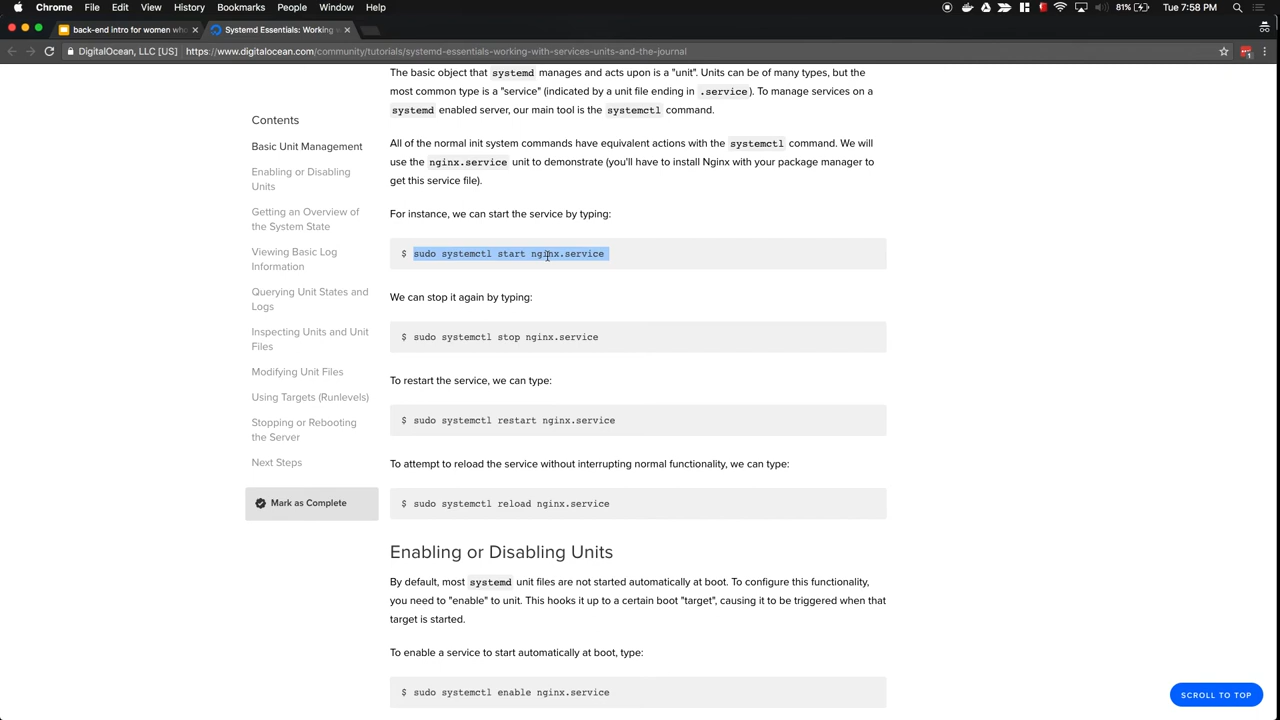 Chrome File Edit View History Bookmarks People Window Help 81% Tue 7:58 PM
back-end intro for women who
Systemd Essentials: Working w
DigitalOcean, LLC [US] https://www.digitalocean.com/community/tutorials/systemd-essentials-working-with-services-units-and-the-journal
Contents
Basic Unit Management
Enabling or Disabling
Units
Getting an Overview of
the System State
Viewing Basic Log
Information
Querying Unit States and
Logs
Inspecting Units and Unit
Files
Modifying Unit Files
Using Targets (Runlevels)
Stopping or Rebooting
the Server
Next Steps
Mark as Complete
The basic object that systemd manages and acts upon is a "unit". Units can be of many types, but the
most common type is a "service" (indicated by a unit file ending in .service). To manage services on a
systemd enabled server, our main tool is the systemctl command.
All of the normal init system commands have equivalent actions with the systemctl command. We will
use the nginx.service unit to demonstrate (you'll have to install Nginx with your package manager to
get this service file).
For instance, we can start the service by typing:
$ sudo systemctl start nginx.service
We can stop it again by typing:
$ sudo systemctl stop nginx.service
To restart the service, we can type:
$ sudo systemctl restart nginx.service
To attempt to reload the service without interrupting normal functionality, we can type:
$ sudo systemctl reload nginx.service
Enabling or Disabling Units
By default, most systemd unit files are not started automatically at boot. To configure this functionality,
you need to "enable" to unit. This hooks it up to a certain boot "target", causing it to be triggered when that
target is started.
To enable a service to start automatically at boot, type:
$ sudo systemctl enable nginx.service
SCROLL TO TOP